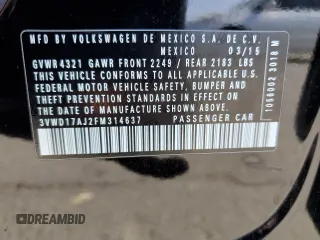 MFD BY VOLKSWAGEN DE MEXICO S.A. DE C.V.
MEXICO 03/15
GVWR 4321 GAWR FRONT 2249 / REAR 2183 LBS
THIS VEHICLE CONFORMS TO ALL APPLICABLE U.S.
FEDERAL MOTOR VEHICLE SAFETY, BUMPER AND
THEFT PREVENTION STANDARDS IN EFFECT ON
THE DATE OF MANUFACTURE SHOWN ABOVE
3VWD17AJ2FM314637 PASSENGER CAR
3018 M
DREAMBID